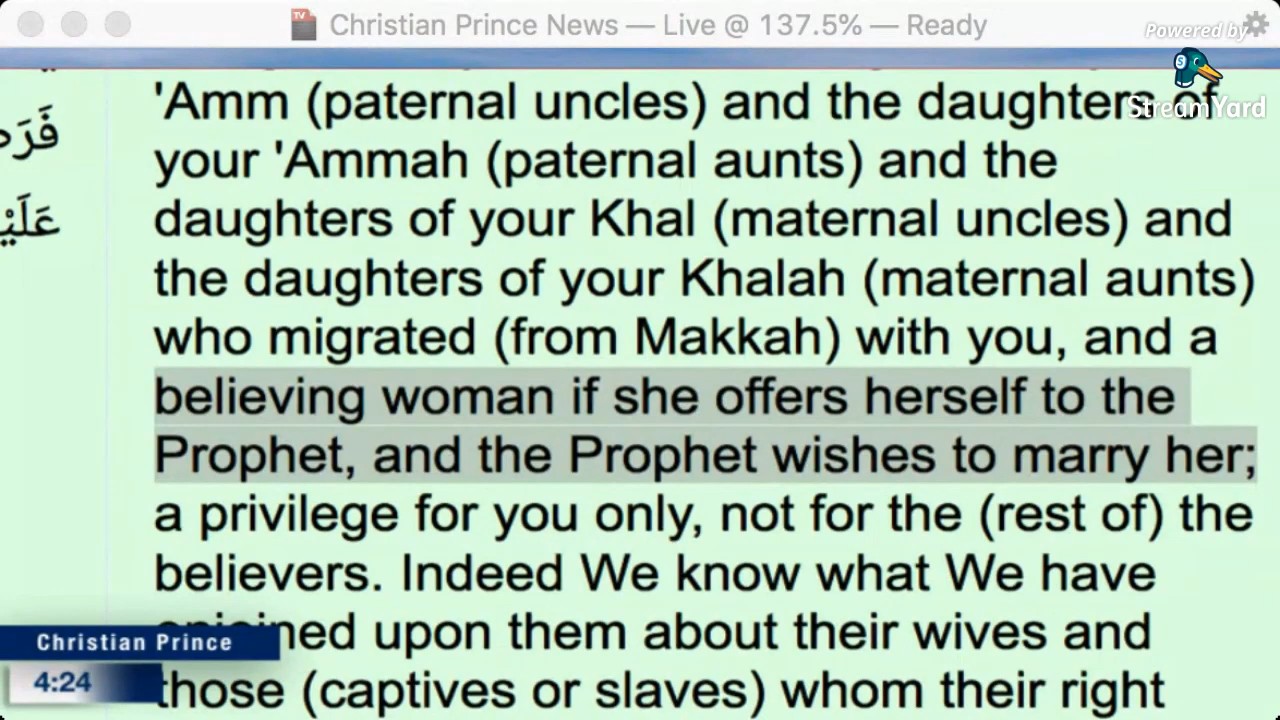 Christian Prince News — Live @ 137.5% — Ready
Powered by
StreamYard
'Amm (paternal uncles) and the daughters of
your 'Ammah (paternal aunts) and the
daughters of your Khal (maternal uncles) and
the daughters of your Khalah (maternal aunts)
who migrated (from Makkah) with you, and a
believing woman if she offers herself to the
Prophet, and the Prophet wishes to marry her;
a privilege for you only, not for the (rest of) the
believers. Indeed We know what We have
upon them about their wives and
those (captives or slaves) whom their right
Christian Prince
4:24